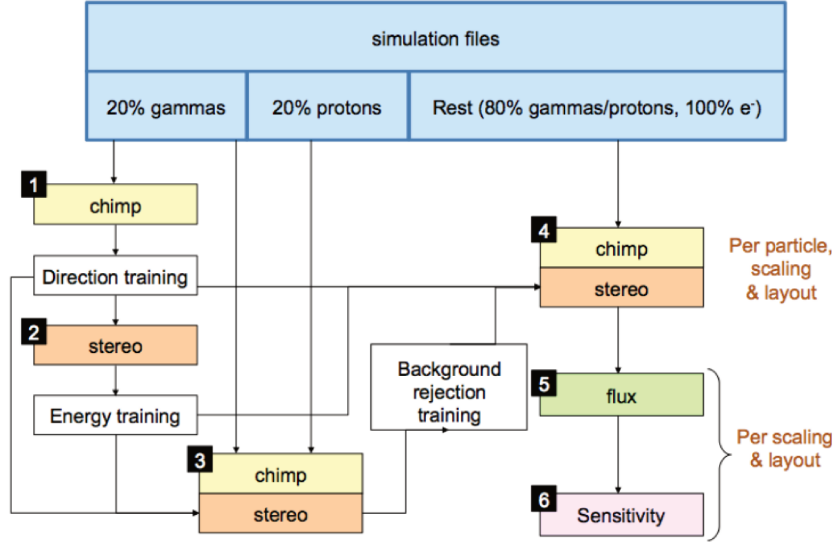 simulation files
20% gammas
20% protons
Rest (80% gammas/protons, 100% e-)
1
chimp
Direction training
2
stereo
Energy training
3
chimp
stereo
Background
rejection
training
4
chimp
stereo
Per particle,
scaling
& layout
5
flux
6
Sensitivity
Per scaling
& layout